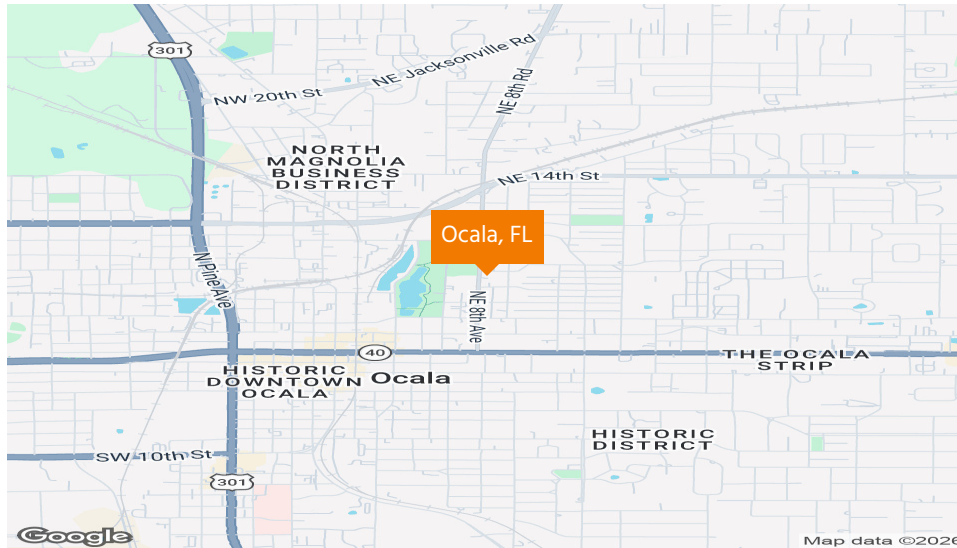 301
NE Jacksonville Rd
NW 20th St
NE 8th Rd
NORTH
MAGNOLIA
BUSINESS
DISTRICT
NE 14th St
Ocala, FL
N Pine Ave
NE 8th Ave
40
THE OCALA
STRIP
HISTORIC
DOWNTOWN
OCALA
Ocala
HISTORIC
DISTRICT
SW 10th St
301
Google
Map data ©2026